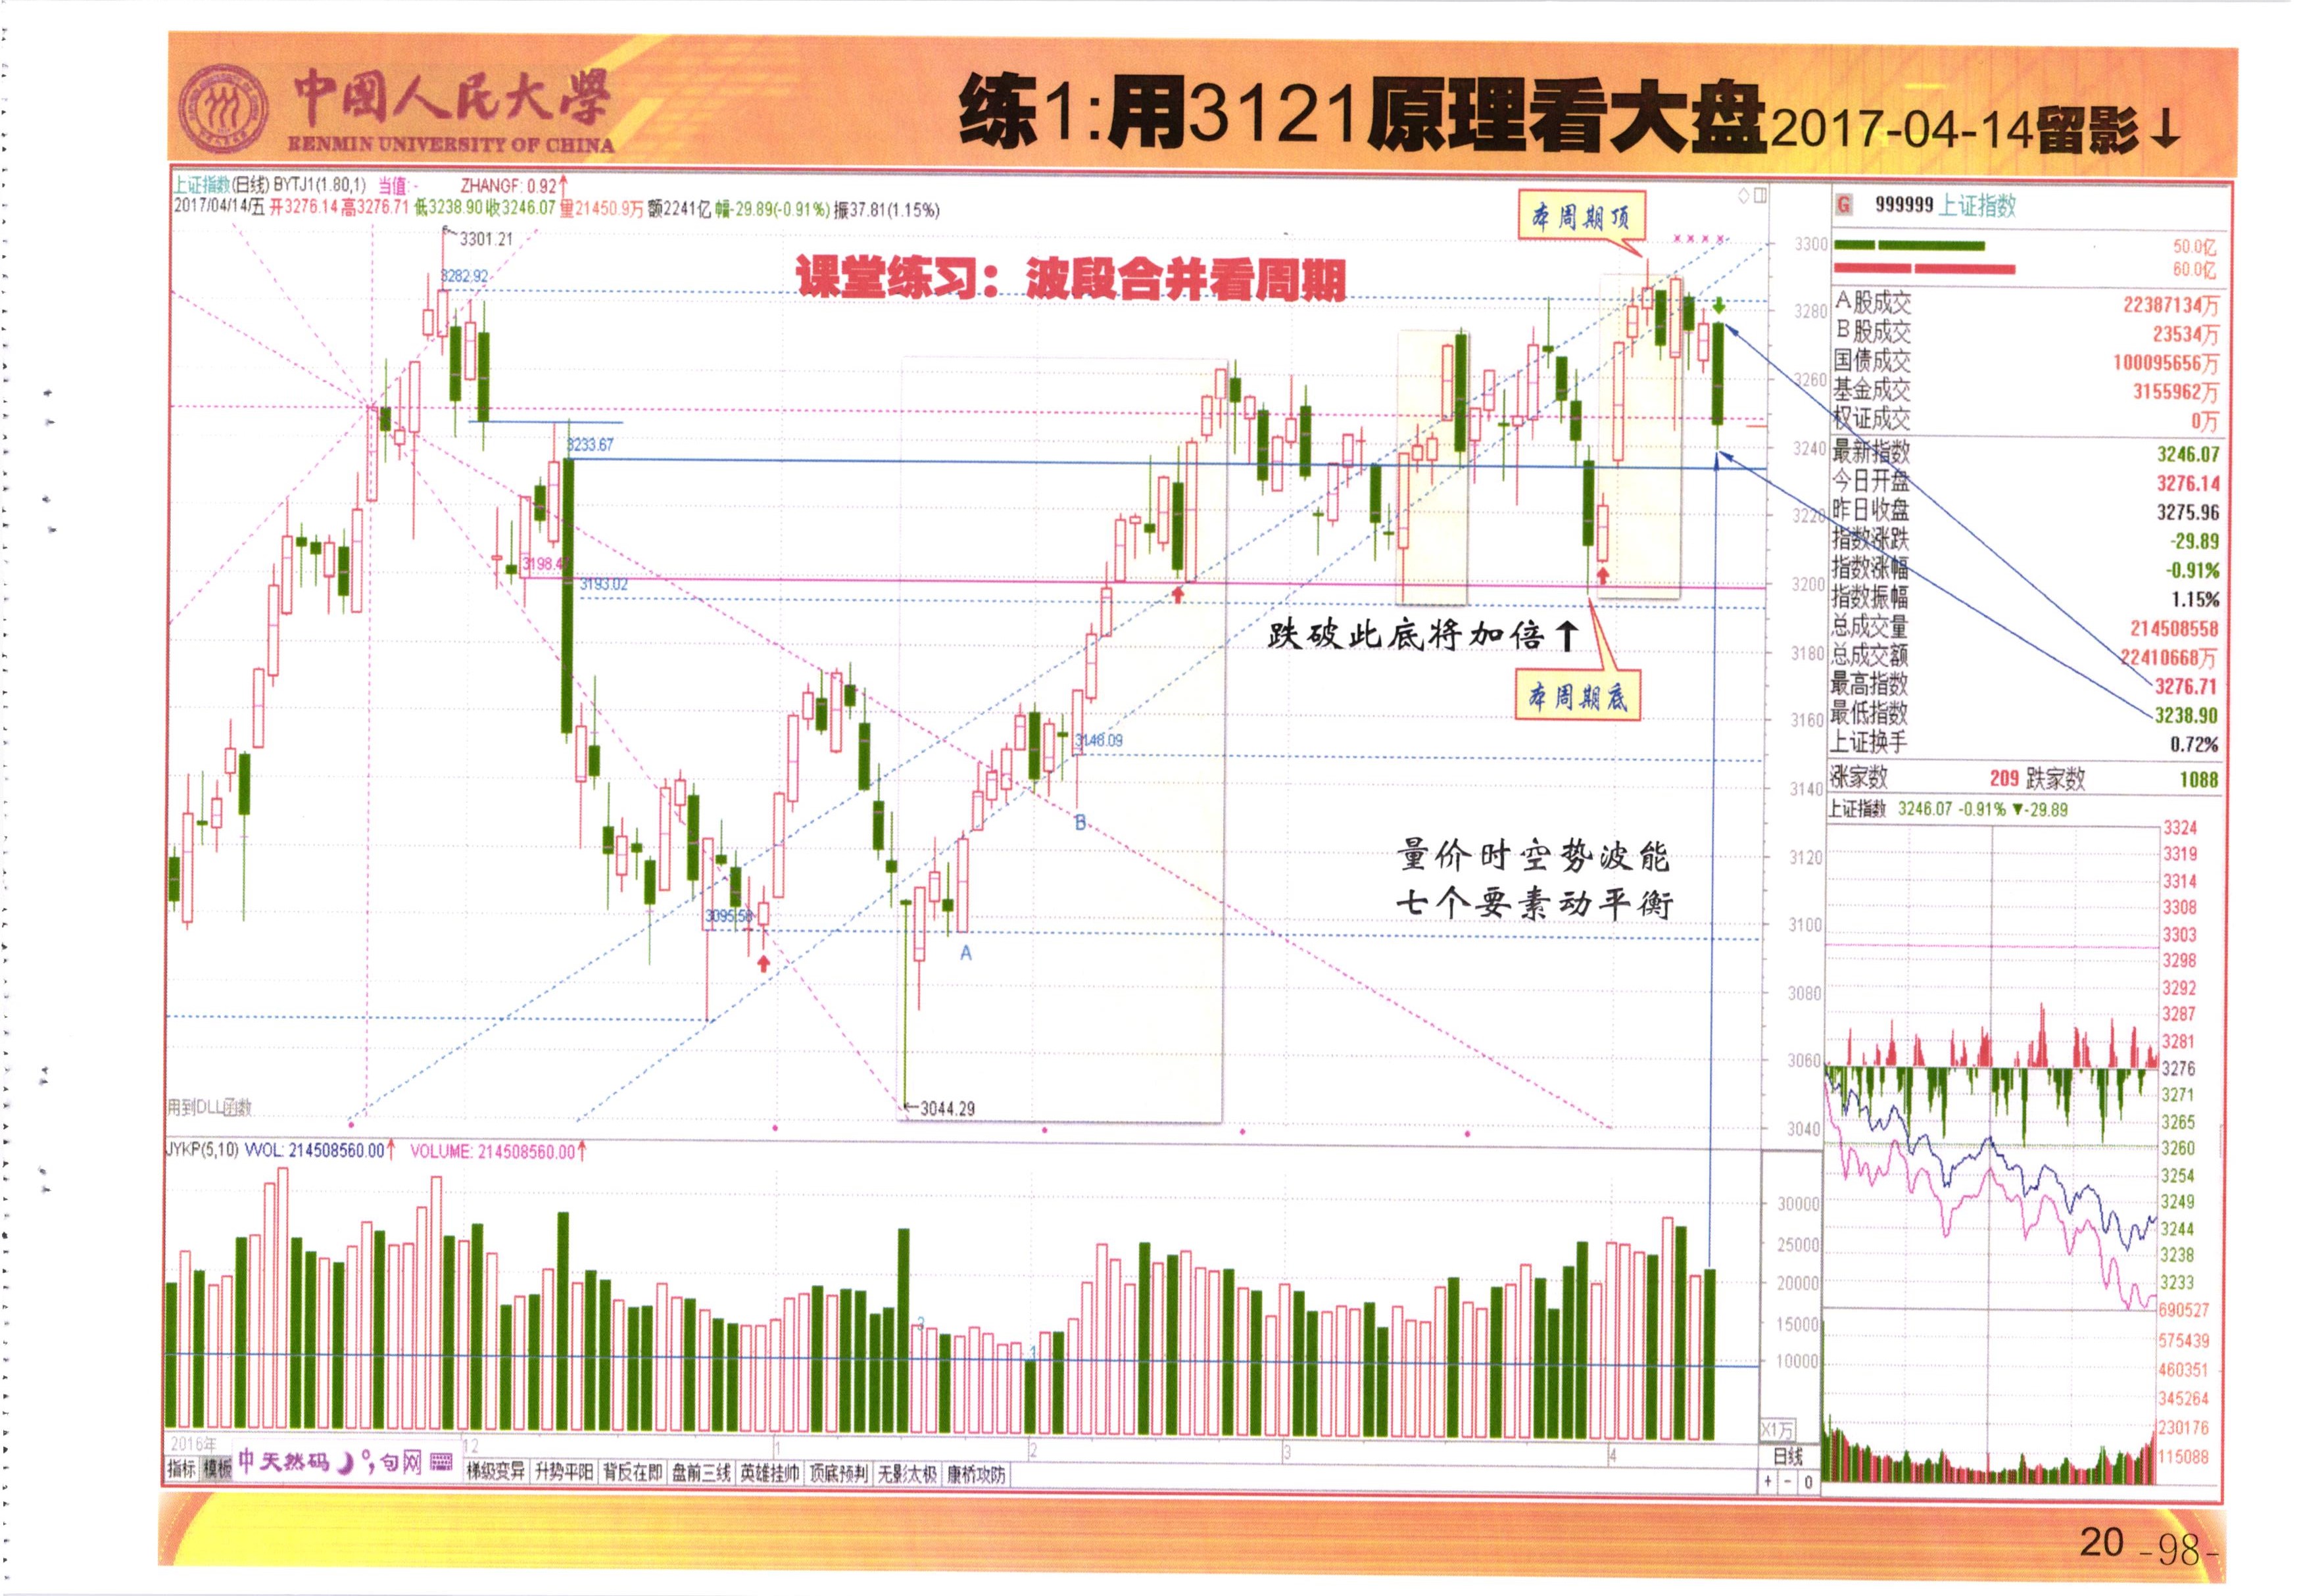 中国人民大学
RENMIN UNIVERSITY OF CHINA
练1:用3121原理看大盘2017-04-14留影↓
上证指数(日线) BYTJ1(1.80,1) 当值: - ZHANGF: 0.92↑
2017/04/14/五 开3276.14 高3276.71 低3238.90 收3246.07 量21450.9万 额2241亿 幅-29.89(-0.91%) 振37.81(1.15%)
课堂练习：波段合并看周期
本周期顶
3301.21
3282.92
3233.67
3198.4
3193.02
3148.09
3095.56
B
A
跌破此底将加倍↑
本周期底
量价时空势波能
七个要素动平衡
用到DLL函数
←3044.29
3300
3280
3260
3240
3220
3200
3180
3160
3140
3120
3100
3080
3060
3040
JYKP(5,10) VVOL: 214508560.00↑ VOLUME: 214508560.00↑
30000
25000
20000
15000
10000
X1万
2
1
2016年
12
1
2
3
4
日线
指标 模板 中天然码 句网 梯级变异 升势平阳 背反在即 盘前三线 英雄挂帅 顶底预判 无影太极 康桥攻防
+ - 0
G 999999 上证指数
50.0亿
60.0亿
A股成交 22387134万
B股成交 23534万
国债成交 100095656万
基金成交 3155962万
权证成交 0万
最新指数 3246.07
今日开盘 3276.14
昨日收盘 3275.96
指数涨跌 -29.89
指数涨幅 -0.91%
指数振幅 1.15%
总成交量 214508558
总成交额 22410668万
最高指数 3276.71
最低指数 3238.90
上证换手 0.72%
涨家数 209 跌家数 1088
上证指数 3246.07 -0.91% ▼-29.89
3324
3319
3314
3308
3303
3298
3292
3287
3281
3276
3271
3265
3260
3254
3249
3244
3238
3233
690527
575439
460351
345264
230176
115088
20 -98-